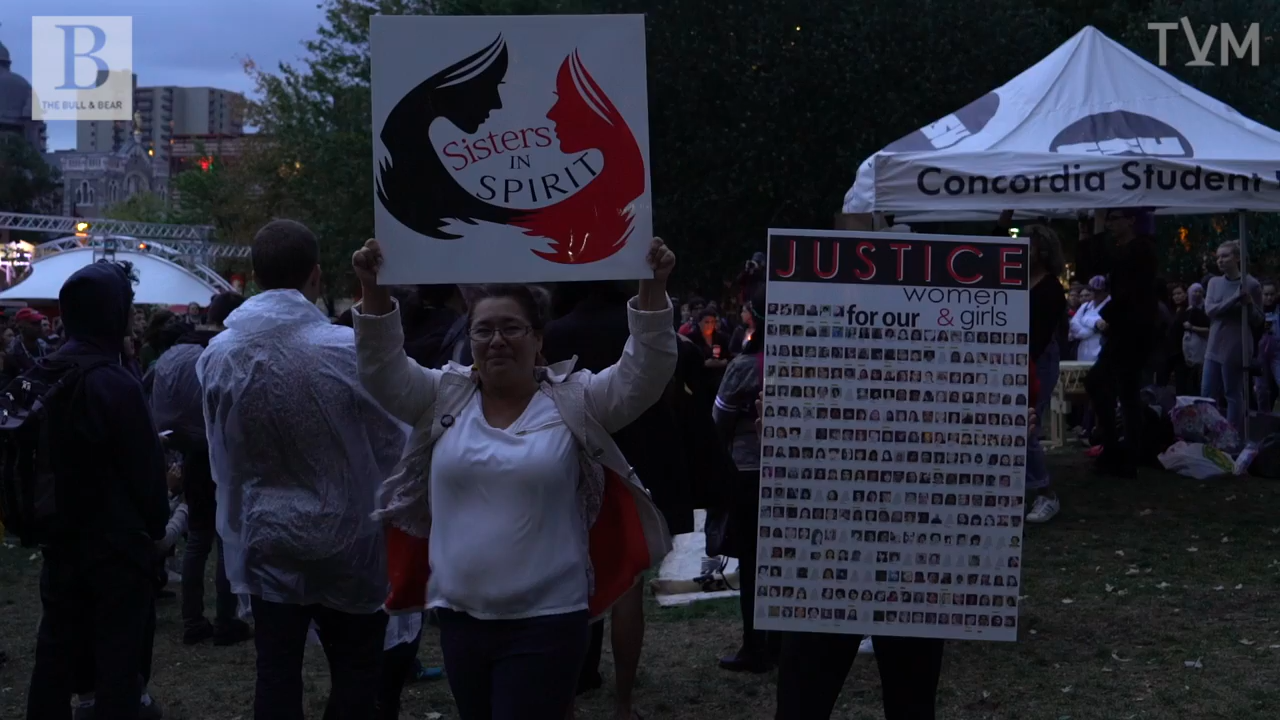 B
THE BULL & BEAR
TVM
Sisters
IN
SPIRIT
Concordia Student
JUSTICE
women
for our & girls